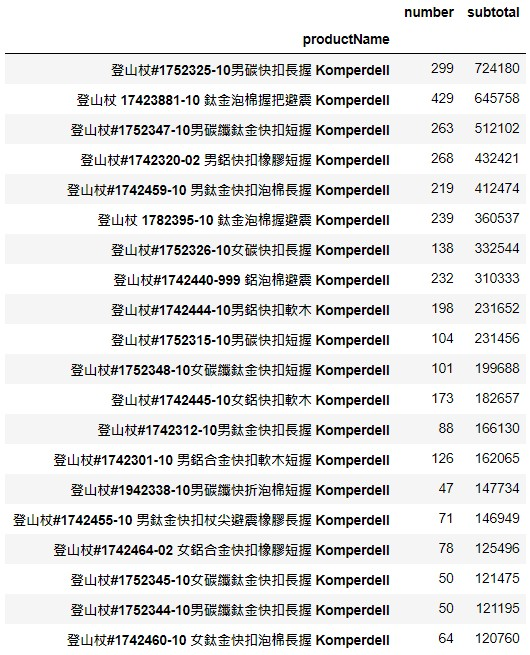 number subtotal
productName
登山杖#1752325-10男碳快扣長握 Komperdell 299 724180
登山杖 17423881-10 鈦金泡棉握把避震 Komperdell 429 645758
登山杖#1752347-10男碳纖鈦金快扣短握 Komperdell 263 512102
登山杖#1742320-02 男鋁快扣橡膠短握 Komperdell 268 432421
登山杖#1742459-10 男鈦金快扣泡棉長握 Komperdell 219 412474
登山杖 1782395-10 鈦金泡棉握避震 Komperdell 239 360537
登山杖#1752326-10女碳快扣長握 Komperdell 138 332544
登山杖#1742440-999 鋁泡棉避震 Komperdell 232 310333
登山杖#1742444-10男鋁快扣軟木 Komperdell 198 231652
登山杖#1752315-10男碳快扣短握 Komperdell 104 231456
登山杖#1752348-10女碳纖鈦金快扣短握 Komperdell 101 199688
登山杖#1742445-10女鋁快扣軟木 Komperdell 173 182657
登山杖#1742312-10男鈦金快扣長握 Komperdell 88 166130
登山杖#1742301-10 男鋁合金快扣軟木短握 Komperdell 126 162065
登山杖#1942338-10男碳纖快折泡棉短握 Komperdell 47 147734
登山杖#1742455-10 男鈦金快扣杖尖避震橡膠長握 Komperdell 71 146949
登山杖#1742464-02 女鋁合金快扣橡膠短握 Komperdell 78 125496
登山杖#1752345-10女碳纖鈦金快扣長握 Komperdell 50 121475
登山杖#1752344-10男碳纖鈦金快扣長握 Komperdell 50 121195
登山杖#1742460-10 女鈦金快扣泡棉長握 Komperdell 64 120760